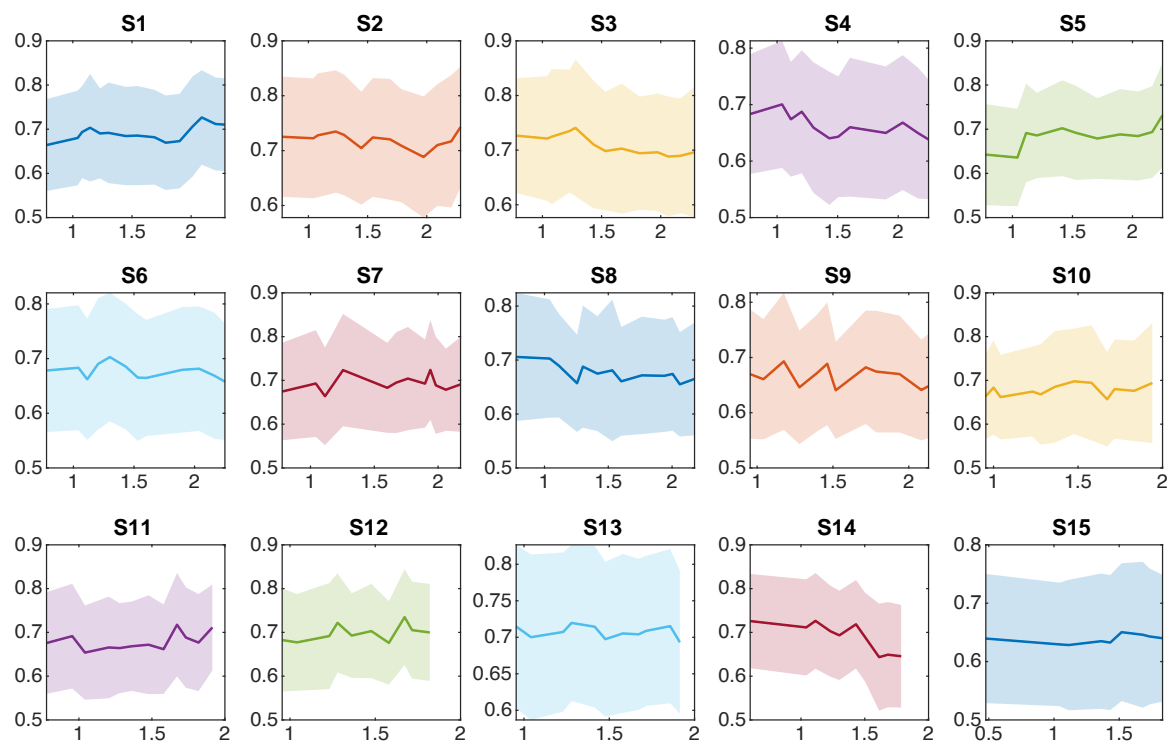 S1 S2 S3 S4 S5
0.9 0.9 0.9 0.8 0.9
0.8 0.8 0.8 0.7 0.8
0.7 0.7 0.7 0.6 0.7
0.6 0.6 0.6 0.5 0.6
0.5 0.5
1 1.5 2 1 1.5 2 1 1.5 2 1 1.5 2 1 1.5 2
S6 S7 S8 S9 S10
0.8 0.9 0.8 0.8 0.9
0.7 0.8 0.7 0.7 0.8
0.6 0.7 0.6 0.6 0.7
0.5 0.6 0.5 0.5 0.6
0.5 0.5
1 1.5 2 1 1.5 2 1 1.5 2 1 1.5 2 1 1.5 2
S11 S12 S13 S14 S15
0.9 0.9 0.8 0.9 0.8
0.8 0.8 0.75 0.8 0.7
0.7 0.7 0.7 0.7 0.6
0.6 0.6 0.65 0.6 0.5
0.5 0.5 0.6 0.5
1 1.5 2 1 1.5 2 1 1.5 2 1 1.5 2 0.5 1 1.5